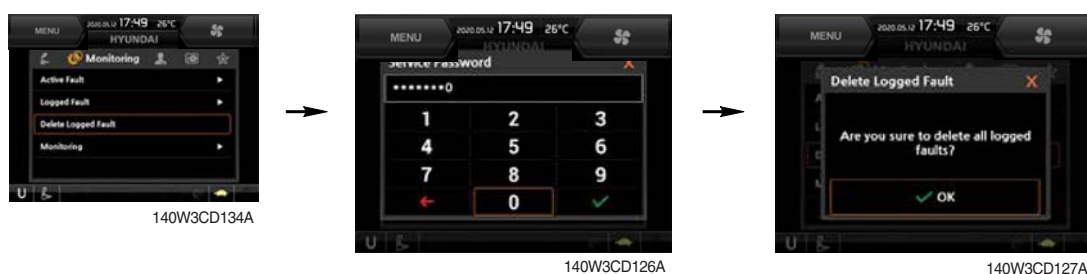 MENU
2020.05.12 17:49 26°C
HYUNDAI
Monitoring
Active Fault
Logged Fault
Delete Logged Fault
Monitoring
U
140W3CD134A
MENU
2020.05.12 17:49 26°C
HYUNDAI
Service Password
X
•••••••0
1 2 3
4 5 6
7 8 9
0
U
140W3CD126A
MENU
2020.05.12 17:49 26°C
HYUNDAI
Delete Logged Fault X
Are you sure to delete all logged
faults?
OK
U
140W3CD127A